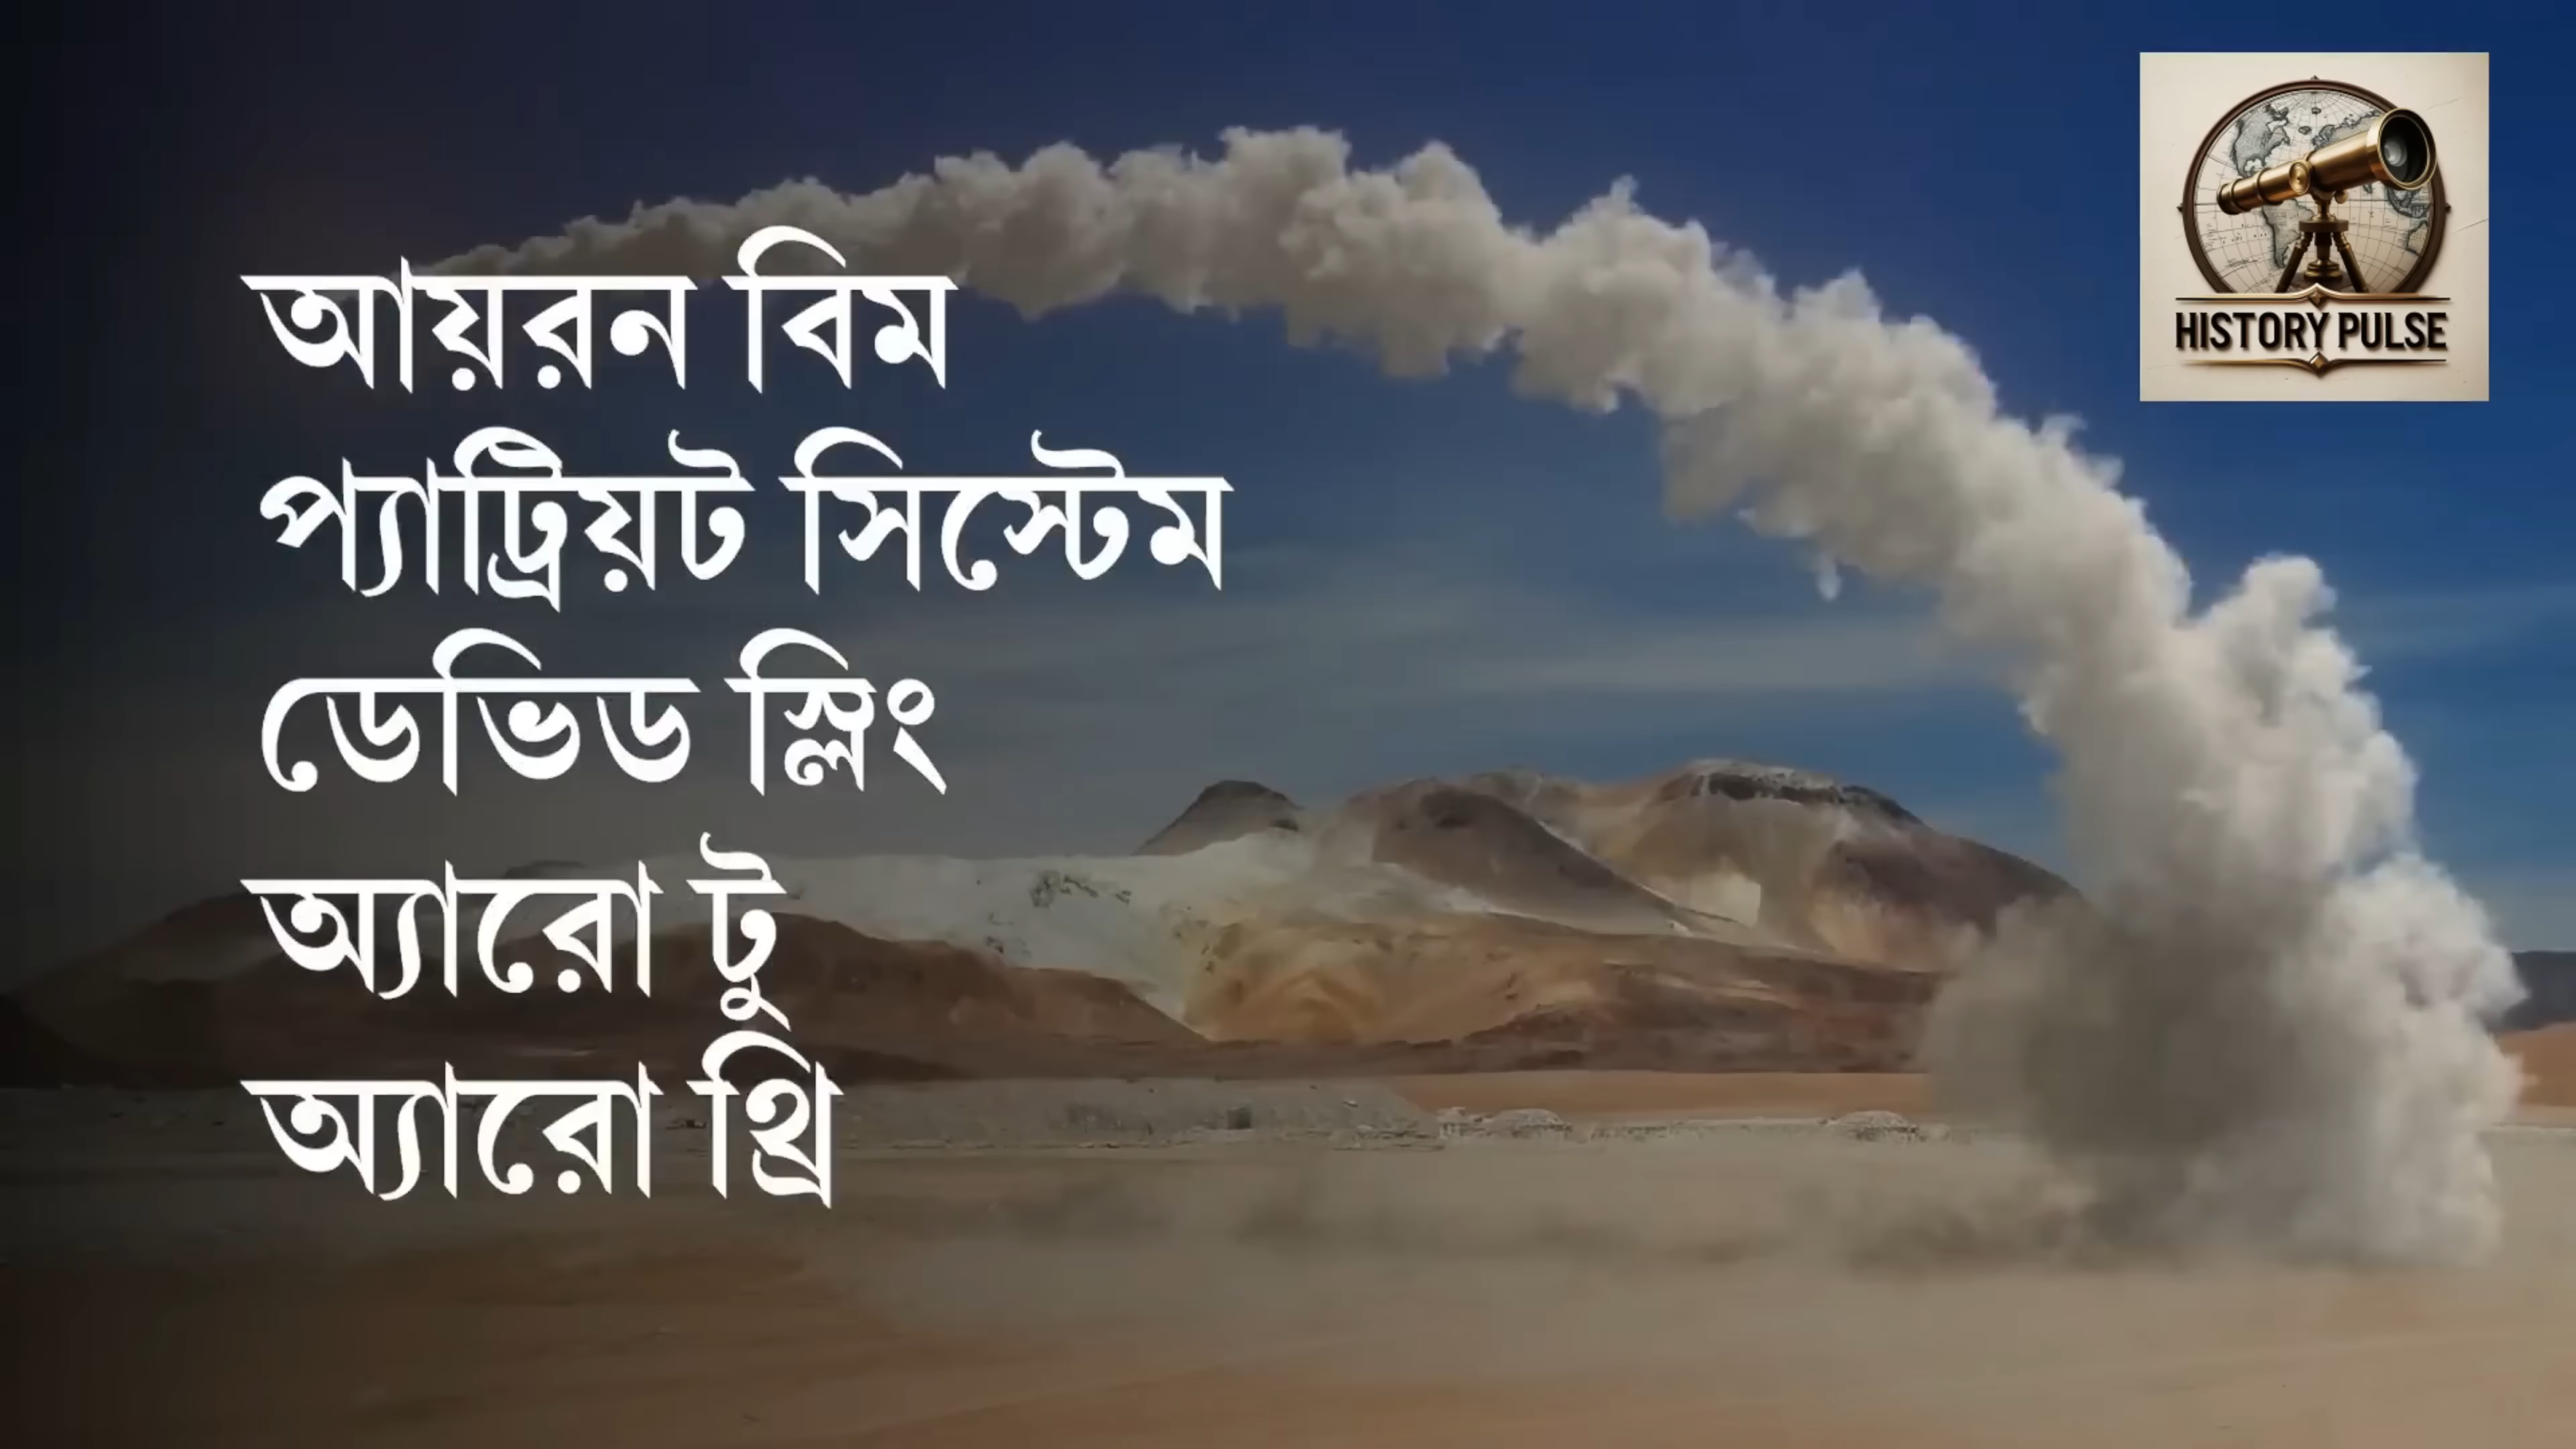 আয়রন বিম
প্যাট্রিয়ট সিস্টেম
ডেভিড স্লিং
অ্যারো টু
অ্যারো থ্রি
HISTORY PULSE